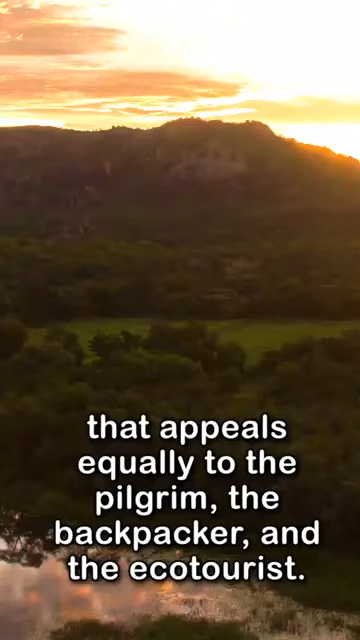 that appeals
equally to the
pilgrim, the
backpacker, and
the ecotourist.